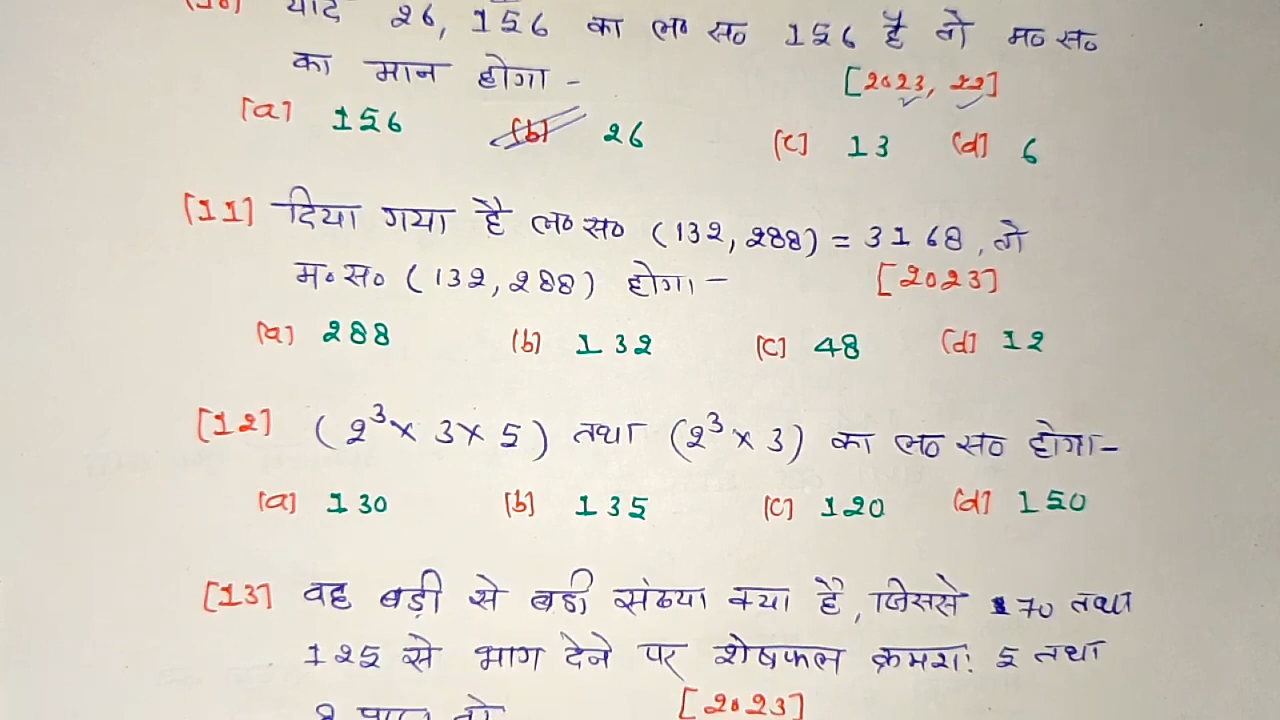 (10) यदि 26, 156 का ल० स० 156 है तो म० स०
का मान होगा - [2023, 22]
(a) 156 (b) 26 (c) 13 (d) 6
[11] दिया गया है ल० स० (132, 288) = 3168, तो
म० स० (132, 288) होगा - [2023]
(a) 288 (b) 132 (c) 48 (d) 12
[12] (2³ × 3 × 5) तथा (2³ × 3) का ल० स० होगा -
(a) 130 (b) 135 (c) 120 (d) 150
[13] वह बड़ी से बड़ी संख्या क्या है, जिससे 70 तथा
125 से भाग देने पर शेषफल क्रमशः 5 तथा
[2023]